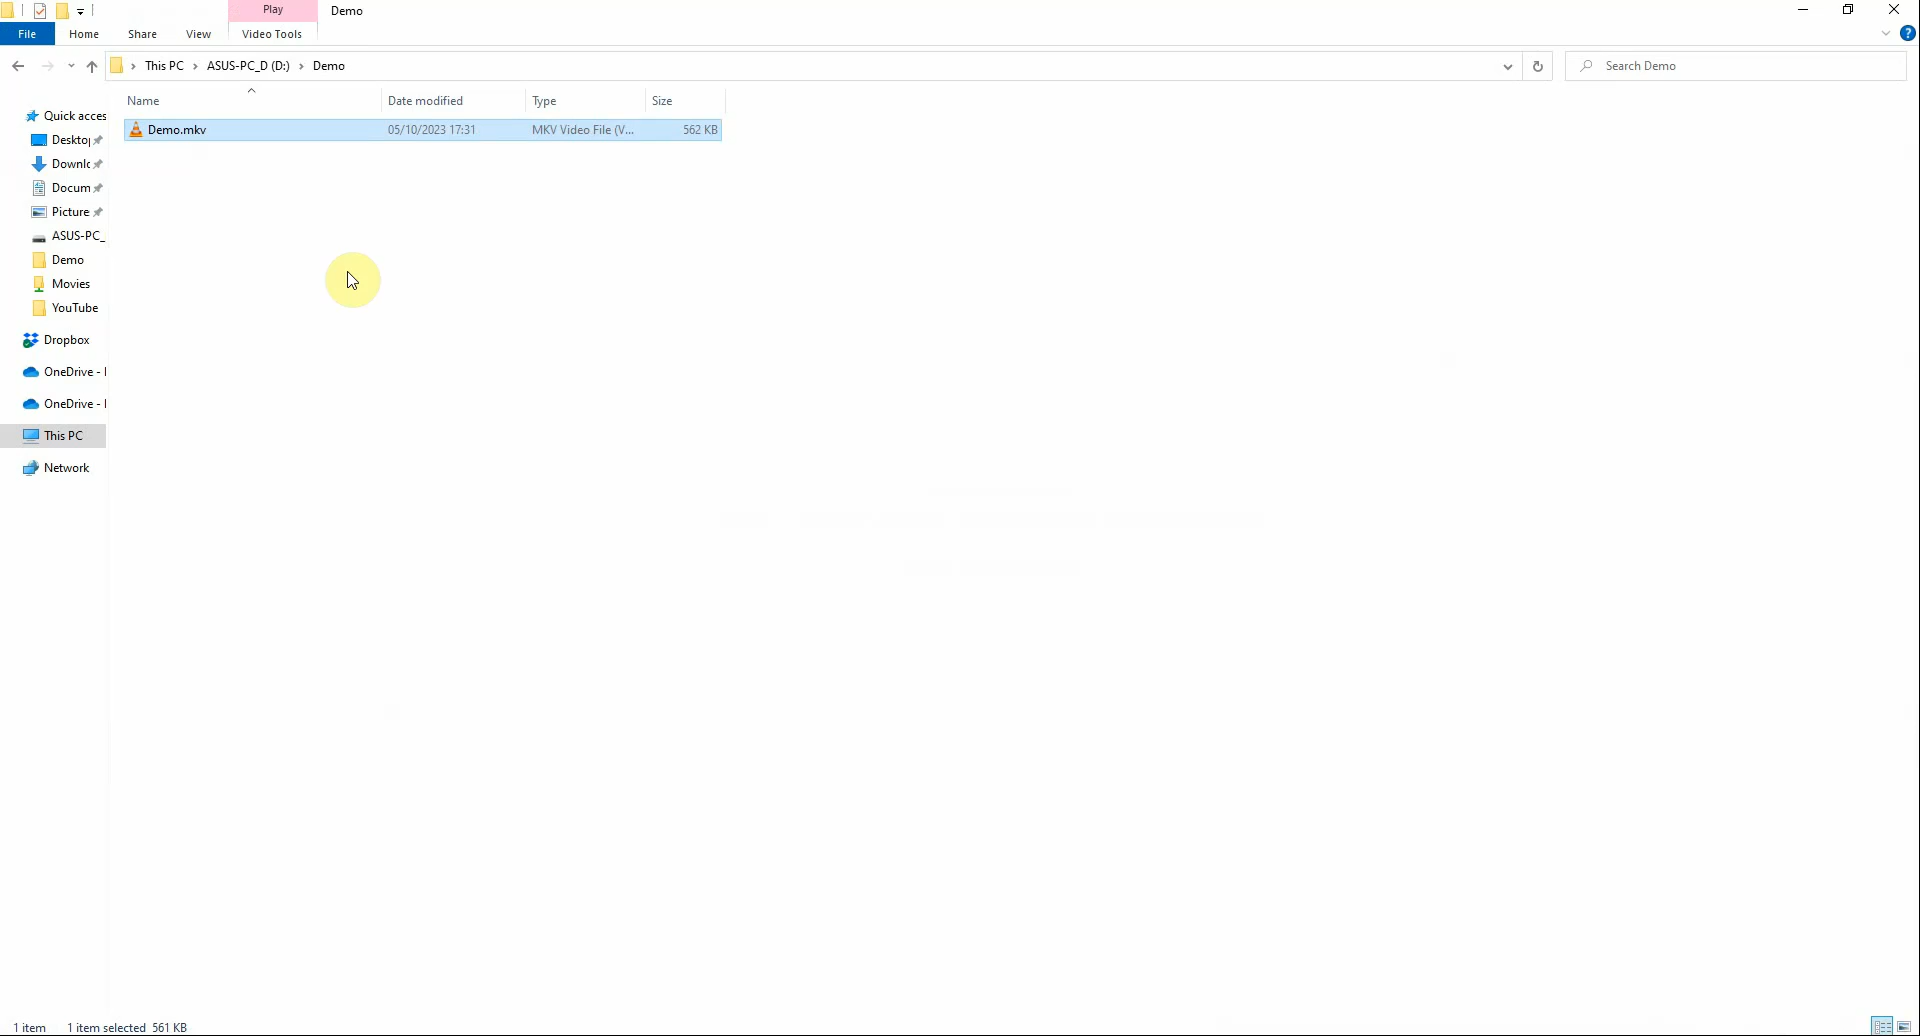 Play
Demo
File
Home
Share
View
Video Tools
This PC
ASUS-PC_D (D:)
Demo
Search Demo
Name
Date modified
Type
Size
Demo.mkv
05/10/2023 17:31
MKV Video File (V...
562 KB
Quick acces
Desktop
Downlc
Docum
Picture
ASUS-PC_
Demo
Movies
YouTube
Dropbox
OneDrive -
OneDrive -
This PC
Network
1 item
1 item selected 561 KB